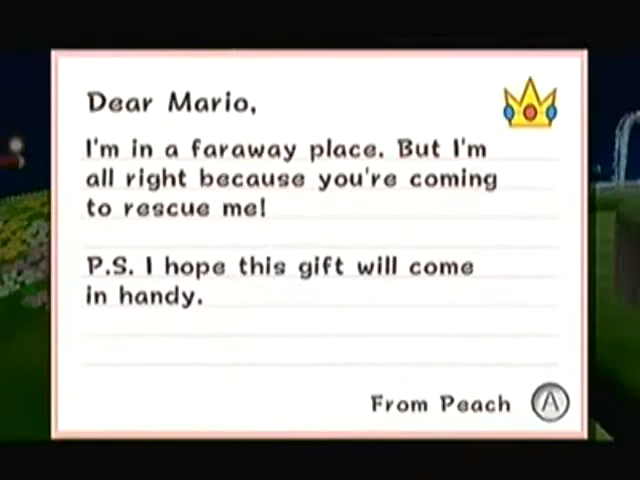 Dear Mario,
I'm in a faraway place. But I'm
all right because you're coming
to rescue me!
P.S. I hope this gift will come
in handy.
From Peach A